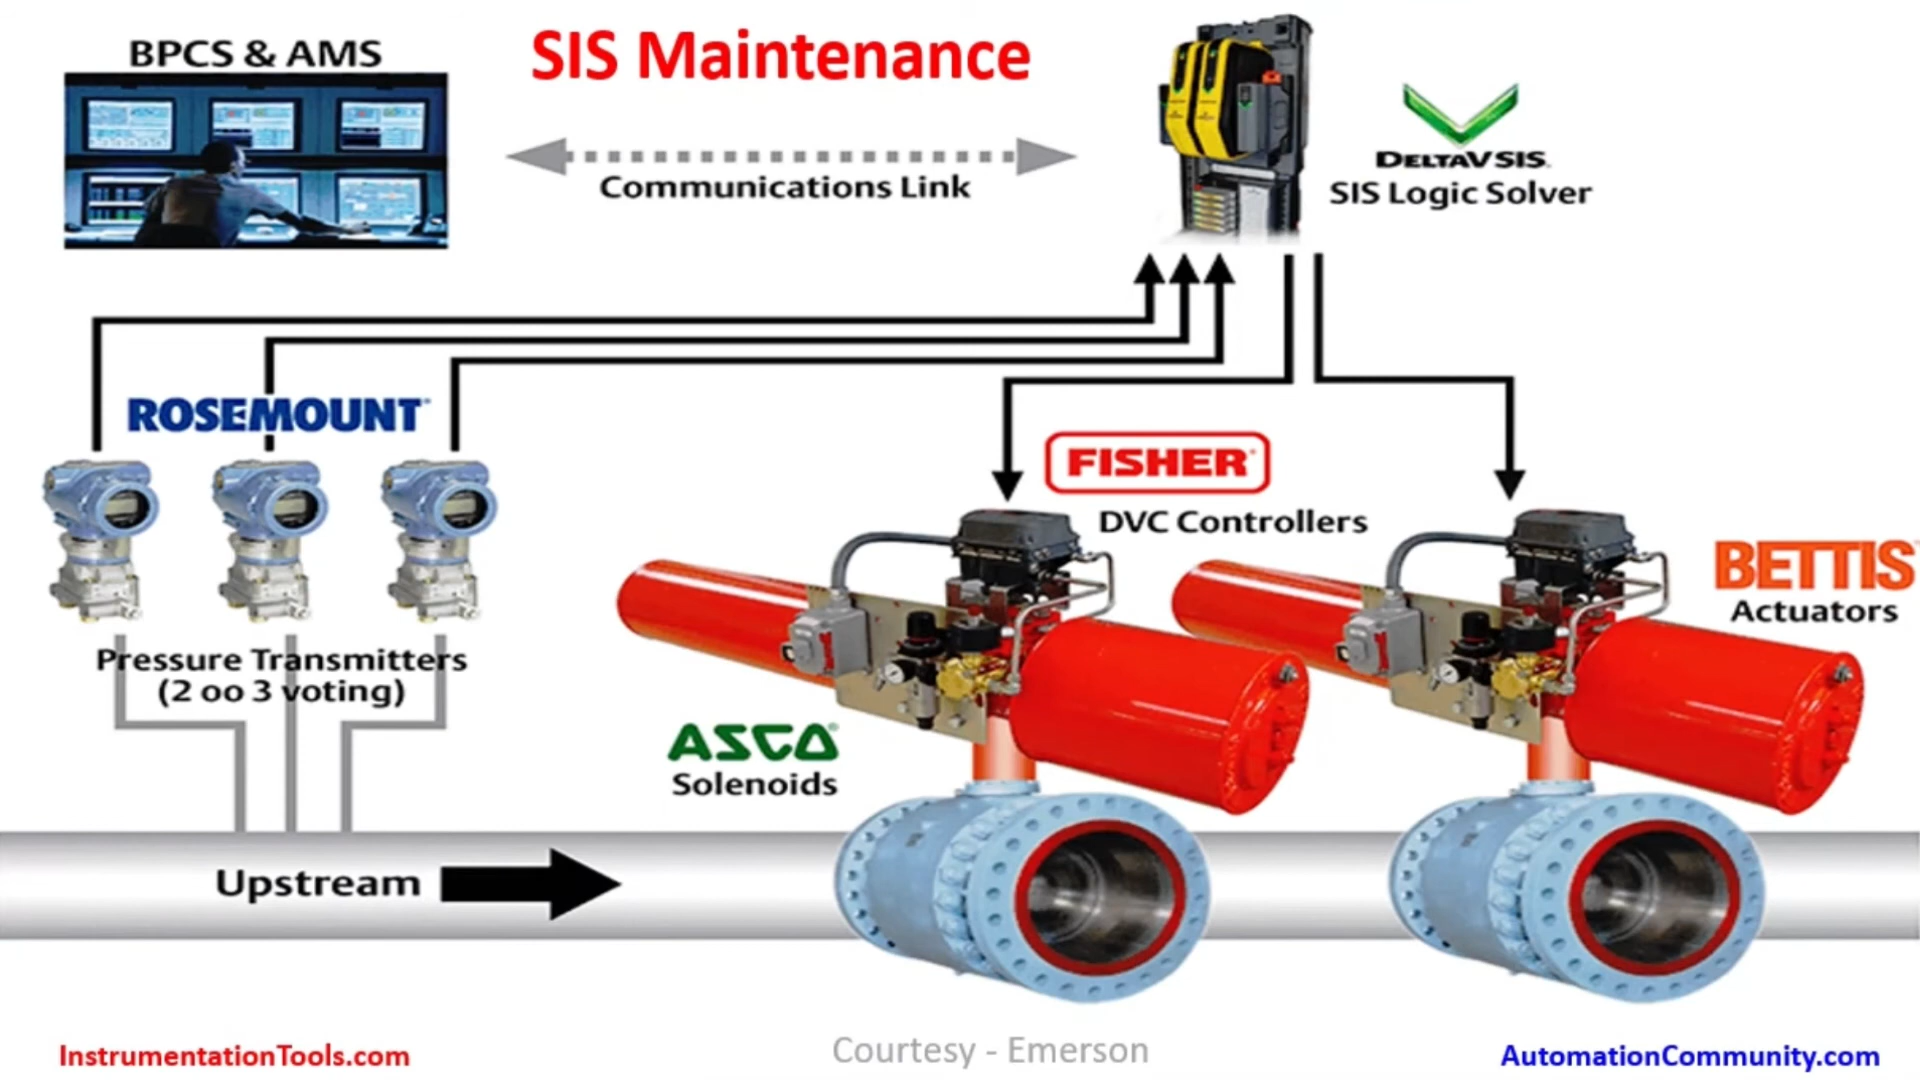 BPCS & AMS
SIS Maintenance
Communications Link
DELTAV SIS
SIS Logic Solver
ROSEMOUNT
FISHER
DVC Controllers
BETTIS
Actuators
Pressure Transmitters
(2 oo 3 voting)
ASCO
Solenoids
Upstream
InstrumentationTools.com
Courtesy - Emerson
AutomationCommunity.com